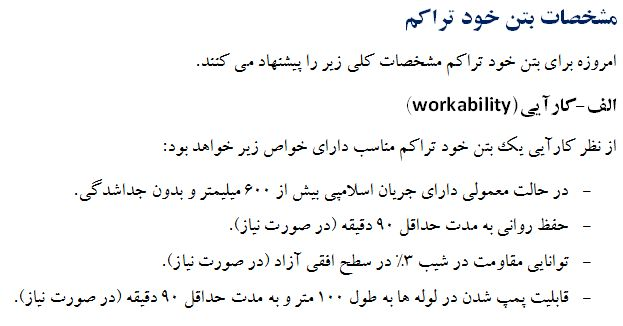 مشخصات بتن خود تراکم
امروزه برای بتن خود تراکم مشخصات کلی زیر را پیشنهاد می کنند.
الف-کارآیی(workability)
از نظر کارآیی یک بتن خود تراکم مناسب دارای خواص زیر خواهد بود:
- در حالت معمولی دارای جریان اسلامپی بیش از ۶۰۰ میلیمتر و بدون جداشدگی.
- حفظ روانی به مدت حداقل ۹۰ دقیقه (در صورت نیاز).
- توانایی مقاومت در شیب ۳٪ در سطح افقی آزاد (در صورت نیاز).
- قابلیت پمپ شدن در لوله ها به طول ۱۰۰ متر و به مدت حداقل ۹۰ دقیقه (در صورت نیاز).